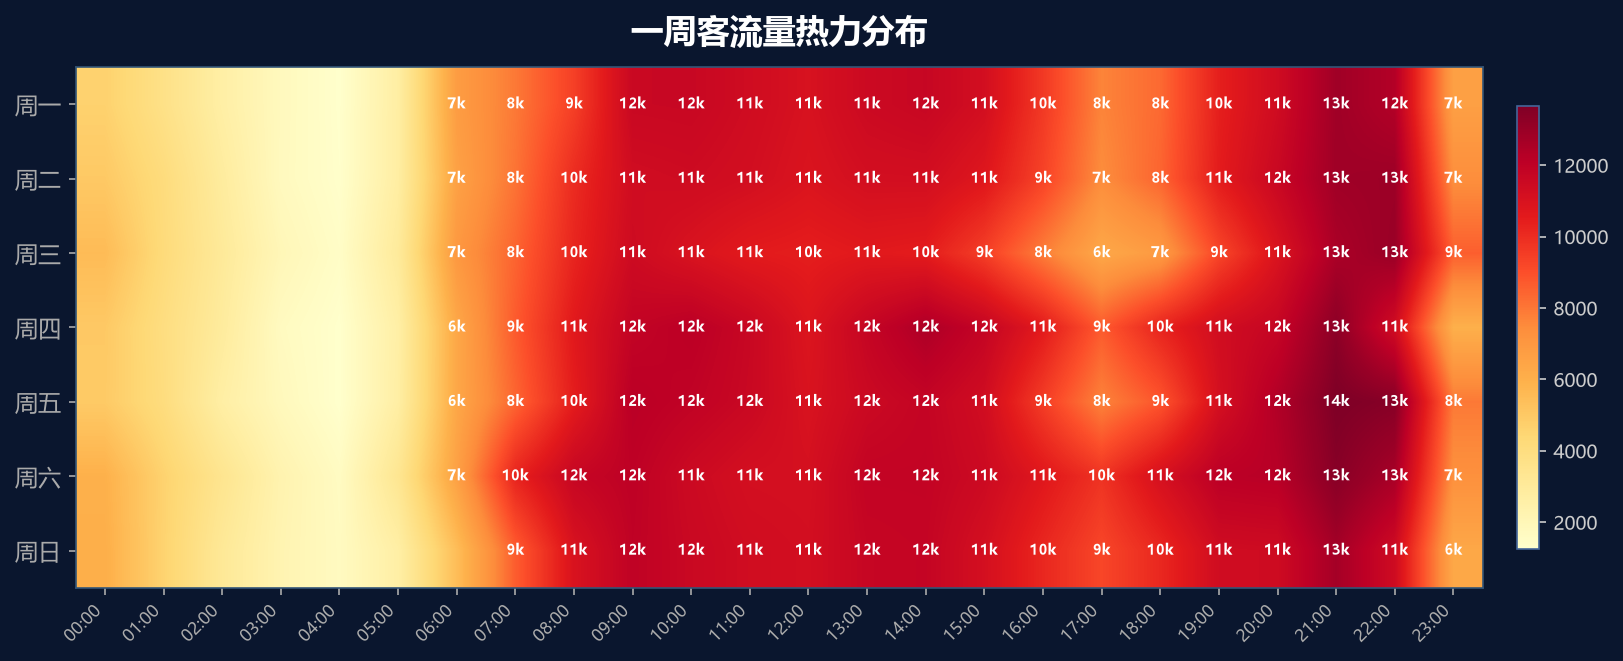 一周客流量热力分布
周一 7k 8k 9k 12k 12k 11k 11k 11k 12k 11k 10k 8k 8k 10k 11k 13k 12k 7k
周二 7k 8k 10k 11k 11k 11k 11k 11k 11k 11k 9k 7k 8k 11k 12k 13k 13k 7k
周三 7k 8k 10k 11k 11k 11k 10k 11k 10k 9k 8k 6k 7k 9k 11k 13k 13k 9k
周四 6k 9k 11k 12k 12k 12k 11k 12k 12k 12k 11k 9k 10k 11k 12k 13k 11k
周五 6k 8k 10k 12k 12k 12k 11k 12k 12k 11k 9k 8k 9k 11k 12k 14k 13k 8k
周六 7k 10k 12k 12k 11k 11k 11k 12k 12k 11k 11k 10k 11k 12k 12k 13k 13k 7k
周日 9k 11k 12k 12k 11k 11k 12k 12k 11k 10k 9k 10k 11k 11k 13k 11k 6k
00:00 01:00 02:00 03:00 04:00 05:00 06:00 07:00 08:00 09:00 10:00 11:00 12:00 13:00 14:00 15:00 16:00 17:00 18:00 19:00 20:00 21:00 22:00 23:00
12000
10000
8000
6000
4000
2000